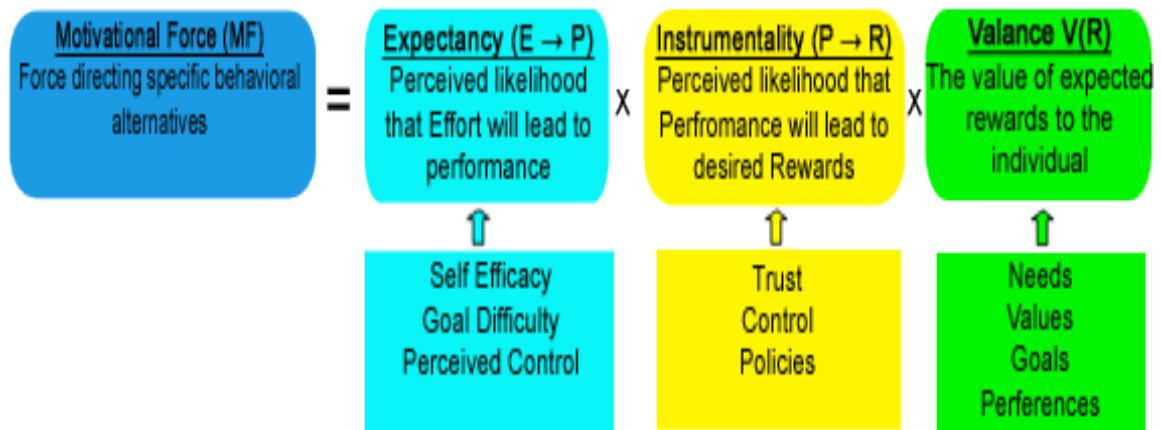 Motivational Force (MF)
Force directing specific behavioral
alternatives
=
Expectancy (E → P)
Perceived likelihood
that Effort will lead to
performance
x
Instrumentality (P → R)
Perceived likelihood that
Perfromance will lead to
desired Rewards
x
Valance V(R)
The value of expected
rewards to the
individual
Self Efficacy
Goal Difficulty
Perceived Control
Trust
Control
Policies
Needs
Values
Goals
Perferences